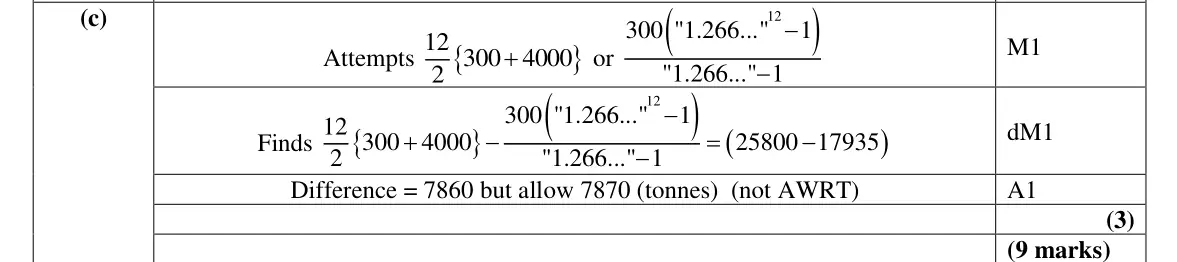 (c)
Attempts 12/2 {300 + 4000} or 300("1.266..."^12 − 1) / "1.266..."−1 M1
Finds 12/2 {300 + 4000} − 300("1.266..."^12 − 1) / "1.266..."−1 = (25800 − 17935) dM1
Difference = 7860 but allow 7870 (tonnes) (not AWRT) A1
(3)
(9 marks)